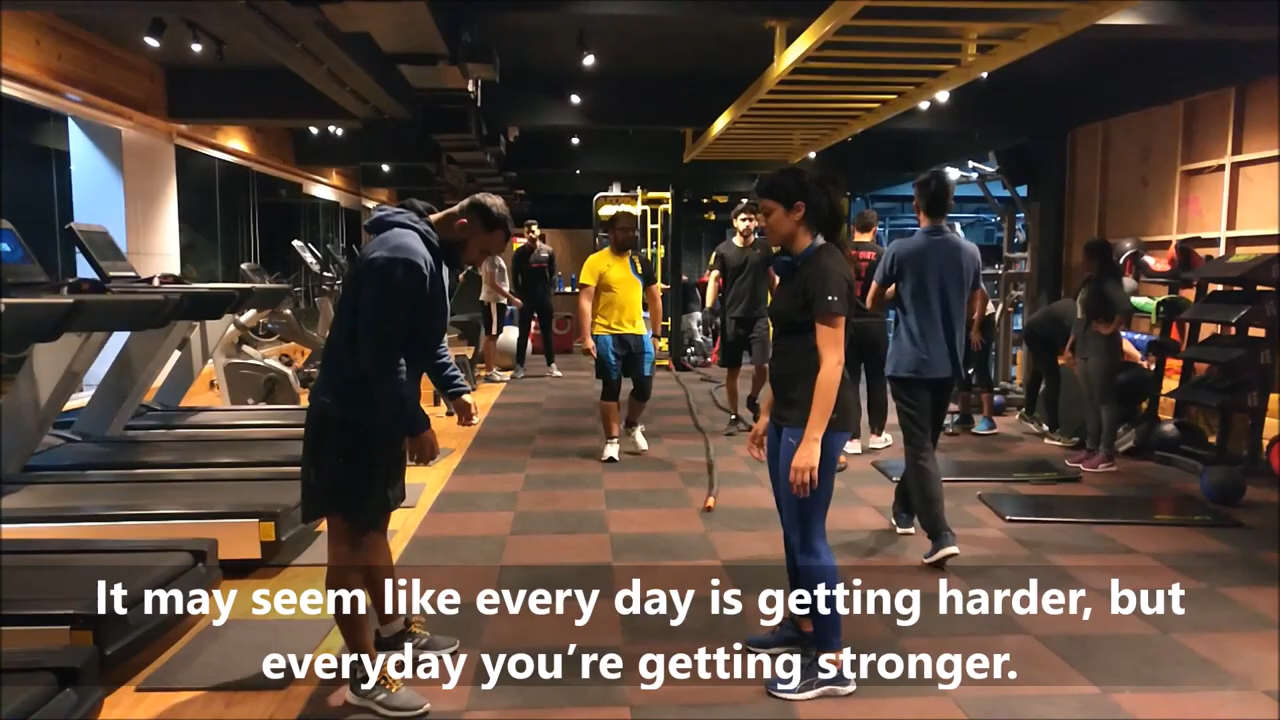 It may seem like every day is getting harder, but
everyday you’re getting stronger.